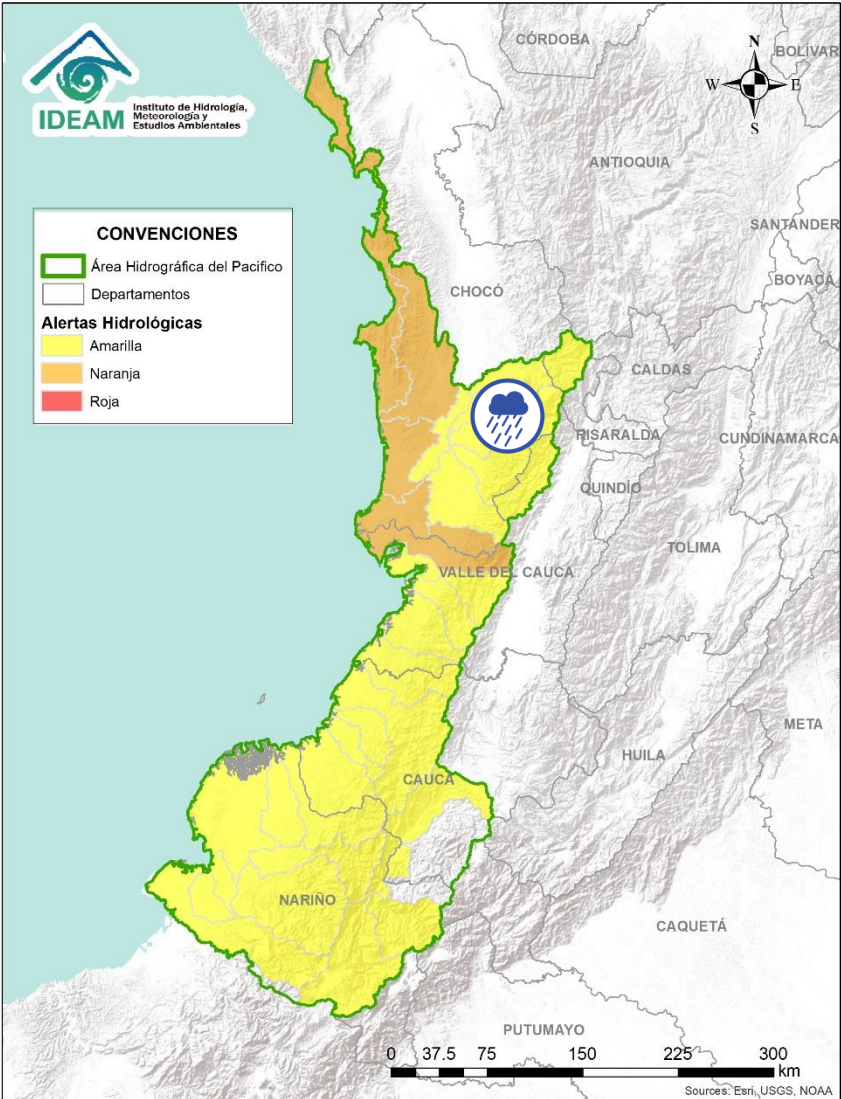 IDEAM
Instituto de Hidrología,
Meteorología y
Estudios Ambientales
N
W
E
S
CONVENCIONES
Área Hidrográfica del Pacifico
Departamentos
Alertas Hidrológicas
Amarilla
Naranja
Roja
CÓRDOBA
BOLÍVAR
ANTIOQUIA
SANTANDER
BOYACÁ
CHOCÓ
CALDAS
RISARALDA
CUNDINAMARCA
QUINDÍO
TOLIMA
VALLE DEL CAUCA
META
HUILA
CAUCA
NARIÑO
CAQUETÁ
PUTUMAYO
0 37.5 75 150 225 300
km
Sources: Esri, USGS, NOAA